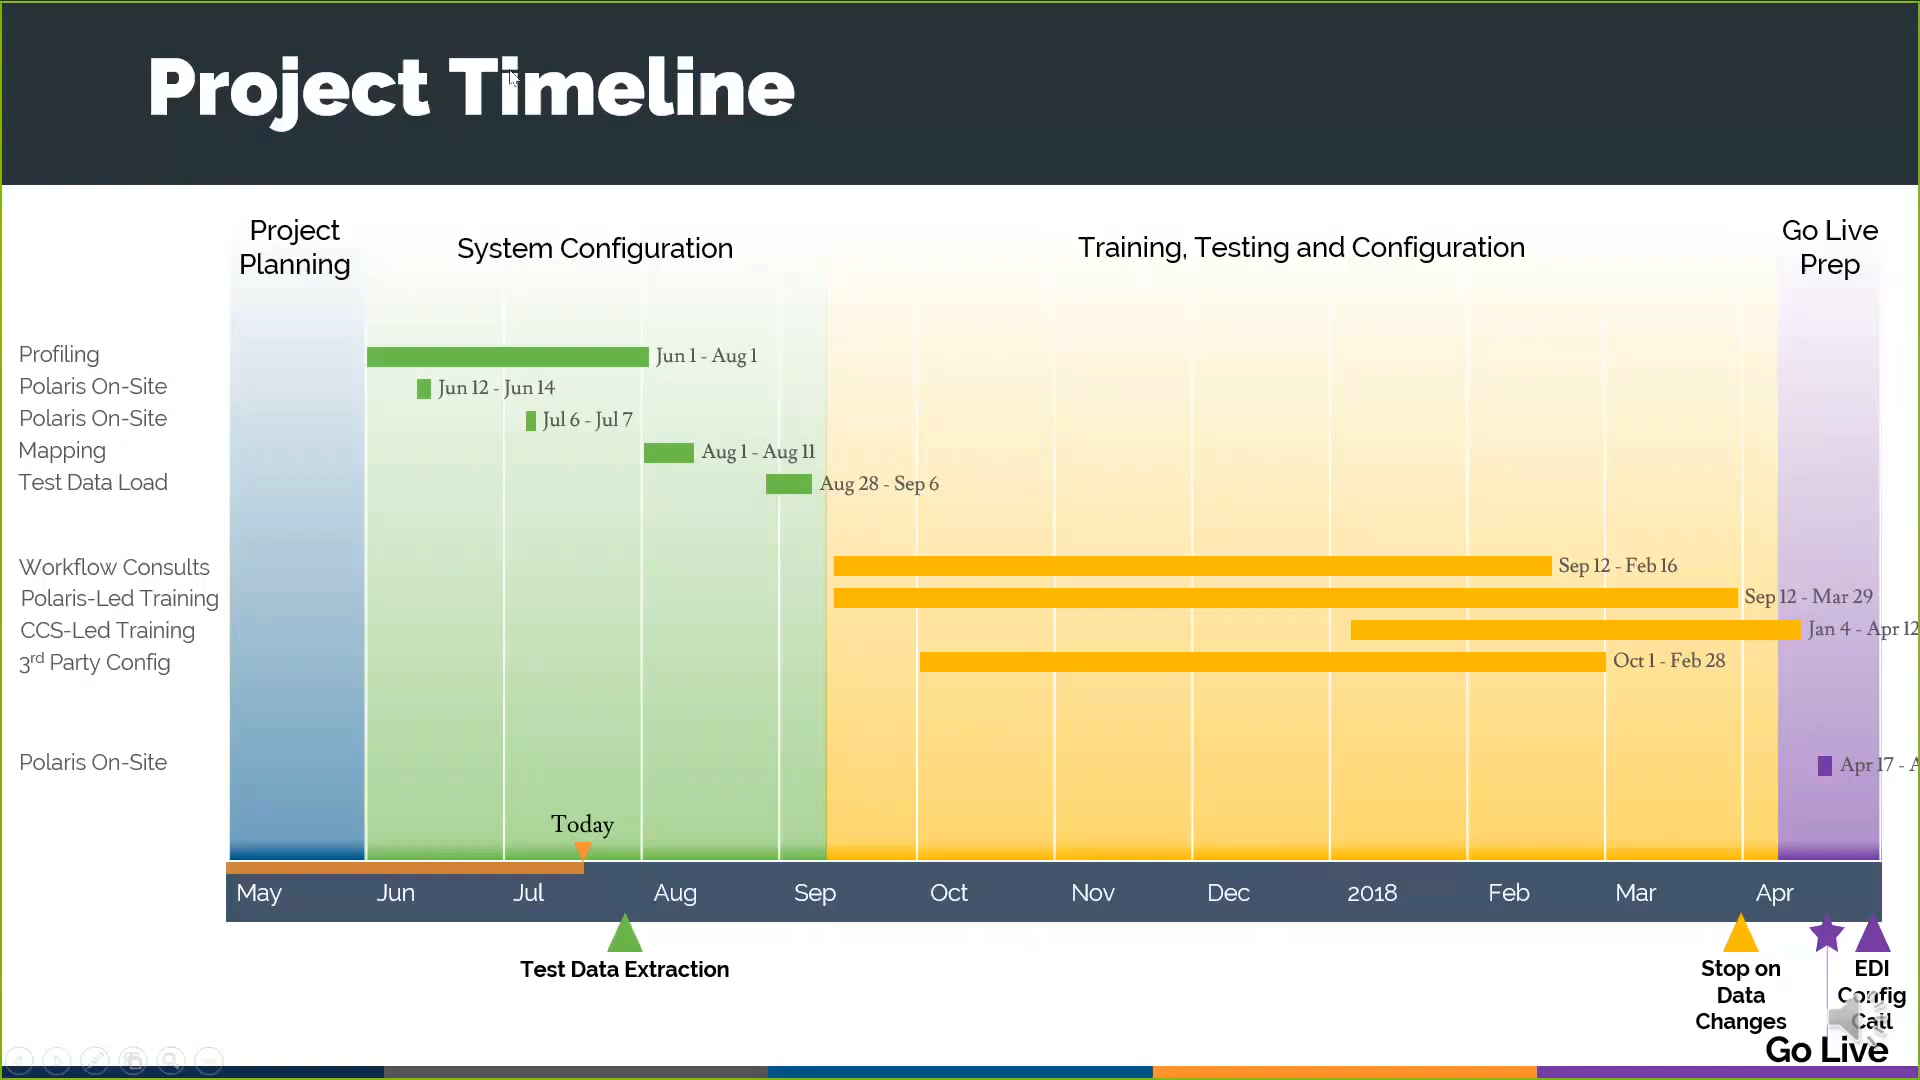 Project Timeline
Project
Planning
System Configuration
Training, Testing and Configuration
Go Live
Prep
Profiling
Jun 1 - Aug 1
Polaris On-Site
Jun 12 - Jun 14
Polaris On-Site
Jul 6 - Jul 7
Mapping
Aug 1 - Aug 11
Test Data Load
Aug 28 - Sep 6
Workflow Consults
Sep 12 - Feb 16
Polaris-Led Training
Sep 12 - Mar 29
CCS-Led Training
Jan 4 - Apr 12
3rd Party Config
Oct 1 - Feb 28
Polaris On-Site
Apr 17 - A
Today
May Jun Jul Aug Sep Oct Nov Dec 2018 Feb Mar Apr
Test Data Extraction
Stop on
Data
Changes
EDI
Config
Call
Go Live